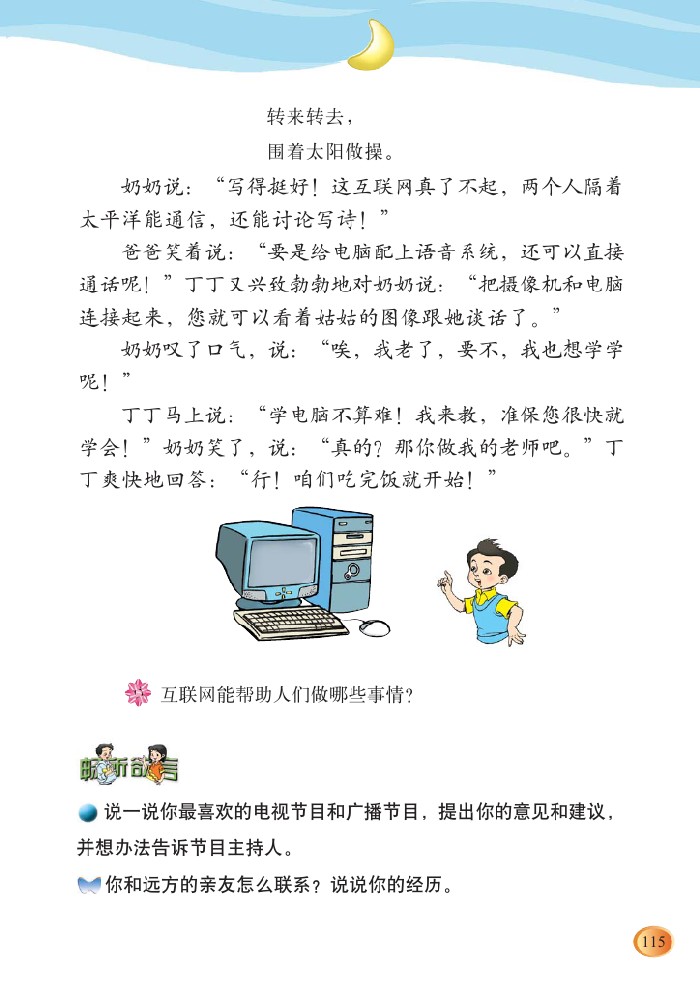 转来转去，
围着太阳做操。
奶奶说：“写得挺好！这互联网真了不起，两个人隔着
太平洋能通信，还能讨论写诗！”
爸爸笑着说：“要是给电脑配上语音系统，还可以直接
通话呢！”丁丁又兴致勃勃地对奶奶说：“把摄像机和电脑
连接起来，您就可以看着姑姑的图像跟她谈话了。”
奶奶叹了口气，说：“唉，我老了，要不，我也想学学
呢！”
丁丁马上说：“学电脑不算难！我来教，准保您很快就
学会！”奶奶笑了，说：“真的？那你做我的老师吧。”丁
丁爽快地回答：“行！咱们吃完饭就开始！”
互联网能帮助人们做哪些事情？
畅所欲言
说一说你最喜欢的电视节目和广播节目，提出你的意见和建议，
并想办法告诉节目主持人。
你和远方的亲友怎么联系？说说你的经历。
115